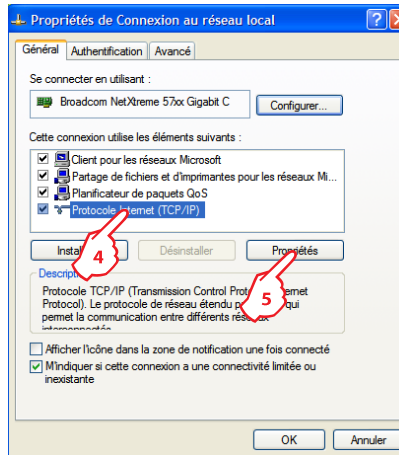 Propriétés de Connexion au réseau local
Général Authentification Avancé
Se connecter en utilisant :
Broadcom NetXtreme 57xx Gigabit C Configurer...
Cette connexion utilise les éléments suivants :
Client pour les réseaux Microsoft
Partage de fichiers et d'imprimantes pour les réseaux Mi...
Planificateur de paquets QoS
Protocole Internet (TCP/IP)
Désinstaller Propriétés
4
5
Protocole TCP/IP (Transmission Control
Protocol). Le protocole de réseau étendu qui
permet la communication entre différents
Afficher l'icône dans la zone de notification une fois connecté
M'indiquer si cette connexion a une connectivité limitée ou
inexistante
OK Annuler